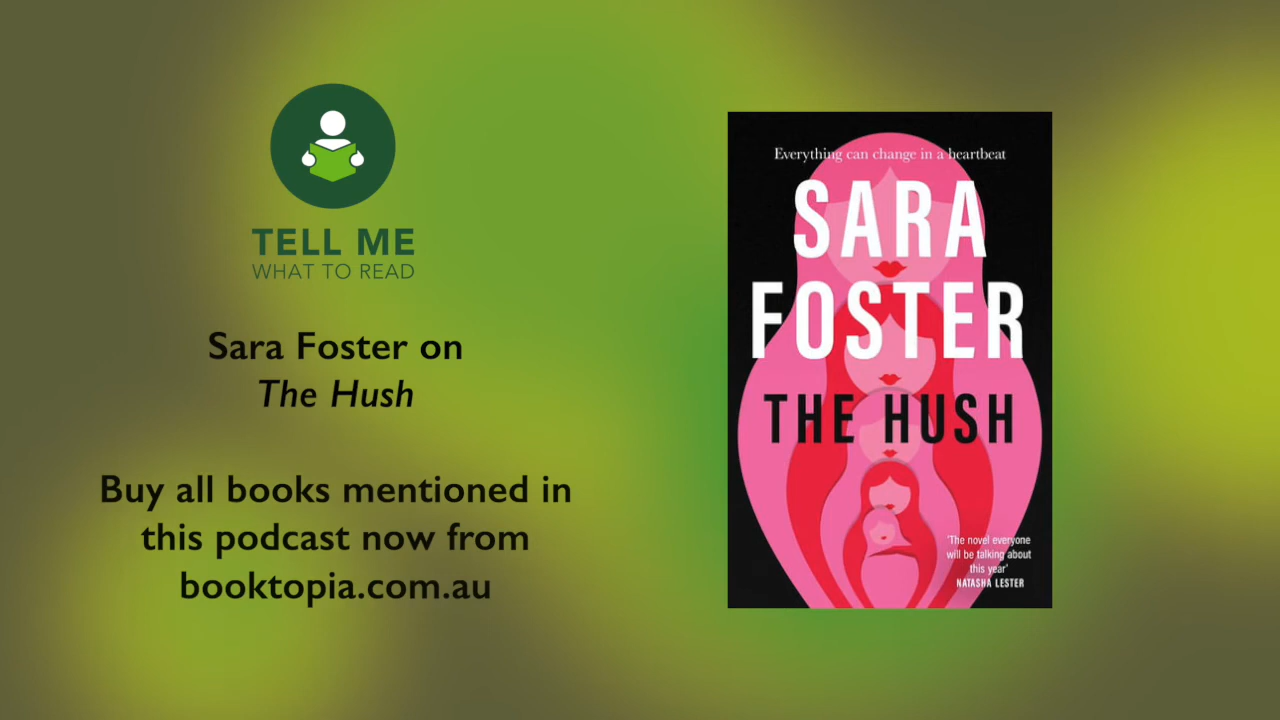 TELL ME
WHAT TO READ
Sara Foster on
The Hush
Buy all books mentioned in
this podcast now from
booktopia.com.au
Everything can change in a heartbeat
SARA
FOSTER
THE HUSH
'The novel everyone
will be talking about
this year'
NATASHA LESTER